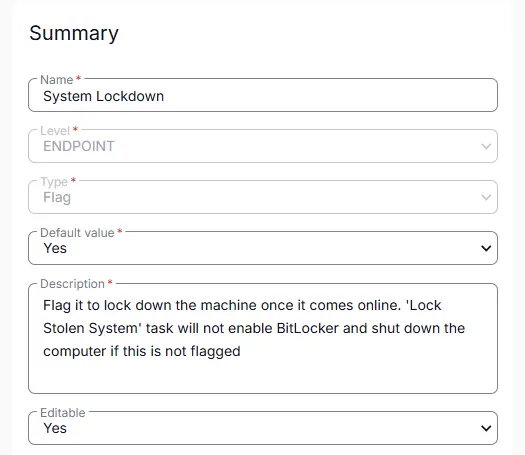 Summary
Name *
System Lockdown
Level *
ENDPOINT
Type *
Flag
Default value *
Yes
Description *
Flag it to lock down the machine once it comes online. 'Lock
Stolen System' task will not enable BitLocker and shut down the
computer if this is not flagged
Editable
Yes